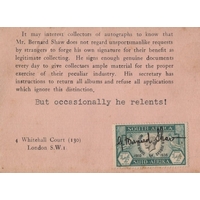 It may interest collectors of autographs to know that
Mr. Bernard Shaw does not regard unreasonable requests
by strangers to forge his own signature for their benefit as
legitimate collecting. He signs enough genuine documents
every day to give collectors ample material for the proper
exercise of their peculiar industry. His secretary has
instructions to return all albums and refuse all applications
which ignore this distinction.
But occasionally he relents!
4 Whitehall Court (130)
London S.W.1.
SOUTH AFRICA
G. Bernard Shaw